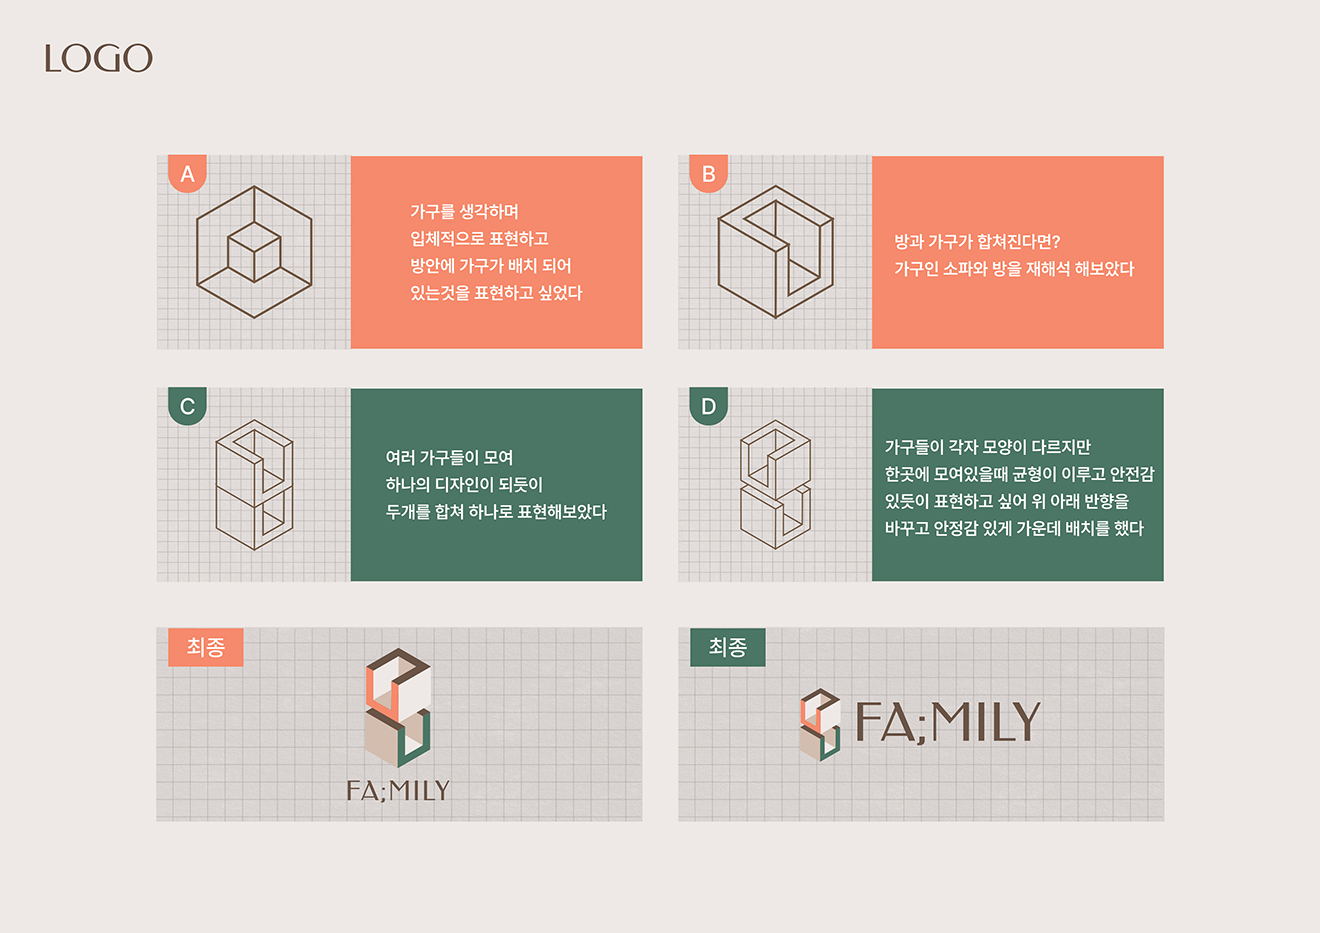 LOGO
A
가구를 생각하며
입체적으로 표현하고
방안에 가구가 배치 되어
있는것을 표현하고 싶었다
B
방과 가구가 합쳐진다면?
가구인 소파와 방을 재해석 해보았다
C
여러 가구들이 모여
하나의 디자인이 되듯이
두개를 합쳐 하나로 표현해보았다
D
가구들이 각자 모양이 다르지만
한곳에 모여있을때 균형이 이루고 안전감
있듯이 표현하고 싶어 위 아래 반향을
바꾸고 안정감 있게 가운데 배치를 했다
최종
FA;MILY
최종
FA;MILY